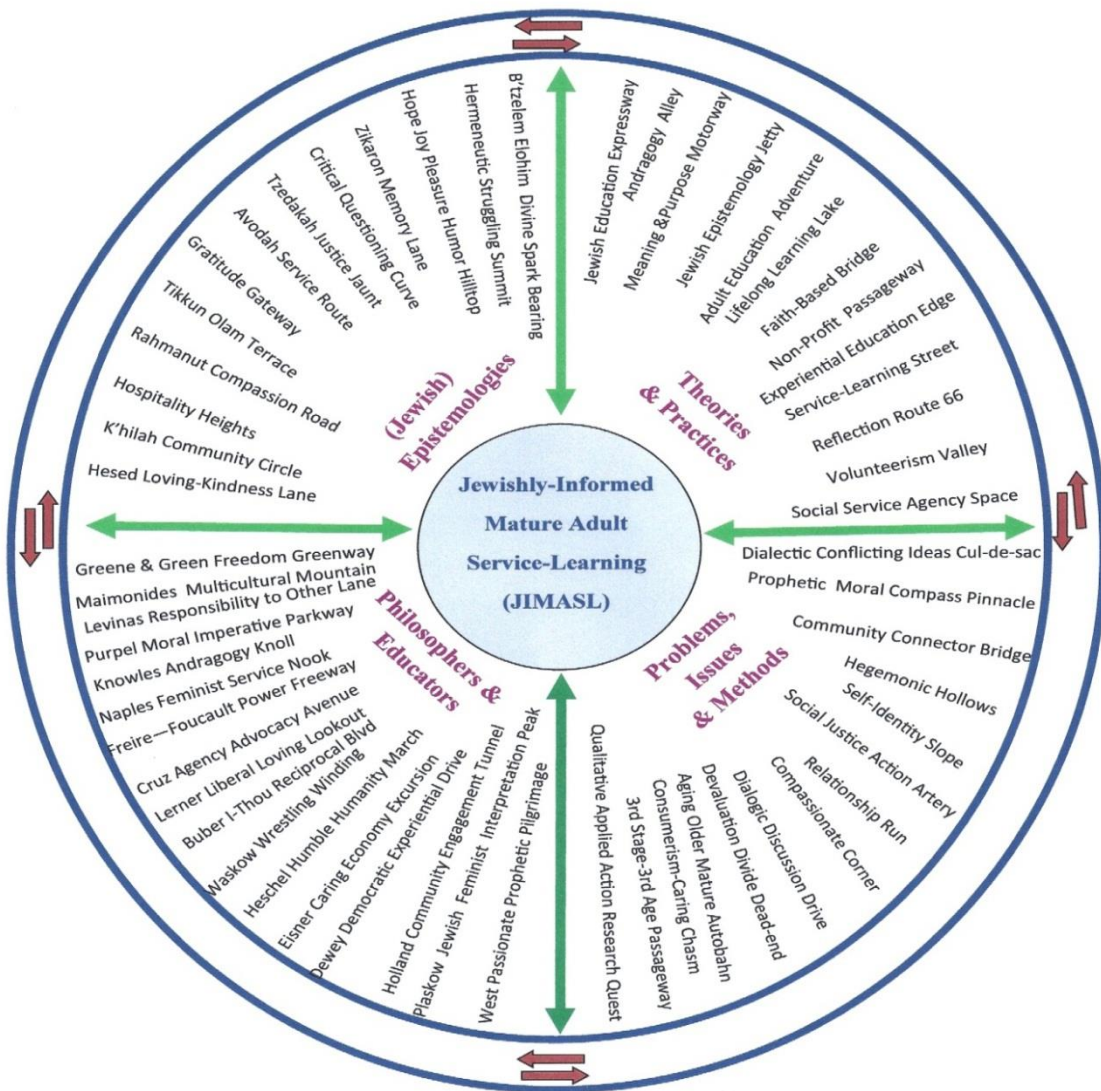 Jewishly-Informed
Mature Adult
Service-Learning
(JIMASL)
(Jewish)
Epistemologies
Hesed Loving-Kindness Lane
K'hilah Community Circle
Hospitality Heights
Rahmanut Compassion Road
Tikkun Olam Terrace
Gratitude Gateway
Avodah Service Route
Tzedakah Justice Jaunt
Critical Questioning Curve
Zikaron Memory Lane
Hope Joy Pleasure Humor Hilltop
Hermeneutic Struggling Summit
B'tzelem Elohim Divine Spark Bearing
Theories
& Practices
Jewish Education Expressway
Andragogy Alley
Meaning &Purpose Motorway
Jewish Epistemology Jetty
Adult Education Adventure
Lifelong Learning Lake
Faith-Based Bridge
Non-Profit Passageway
Experiential Education Edge
Service-Learning Street
Reflection Route 66
Volunteerism Valley
Social Service Agency Space
Problems,
Issues
& Methods
Dialectic Conflicting Ideas Cul-de-sac
Prophetic Moral Compass Pinnacle
Community Connector Bridge
Hegemonic Hollows
Self-Identity Slope
Social Justice Action Artery
Relationship Run
Compassionate Corner
Dialogic Discussion Drive
Devaluation Divide Dead-end
Aging Older Mature Autobahn
Consumerism-Caring Chasm
3rd Stage-3rd Age Passageway
Qualitative Applied Action Research Quest
Philosophers &
Educators
Greene & Green Freedom Greenway
Maimonides Multicultural Mountain
Levinas Responsibility to Other Lane
Purpel Moral Imperative Parkway
Knowles Andragogy Knoll
Naples Feminist Service Nook
Freire—Foucault Power Freeway
Cruz Agency Advocacy Avenue
Lerner Liberal Loving Lookout
Buber I-Thou Reciprocal Blvd
Waskow Wrestling Winding
Heschel Humble Humanity March
Eisner Caring Economy Excursion
Dewey Democratic Experiential Drive
Holland Community Engagement Tunnel
Plaskow Jewish Feminist Interpretation Peak
West Passionate Prophetic Pilgrimage